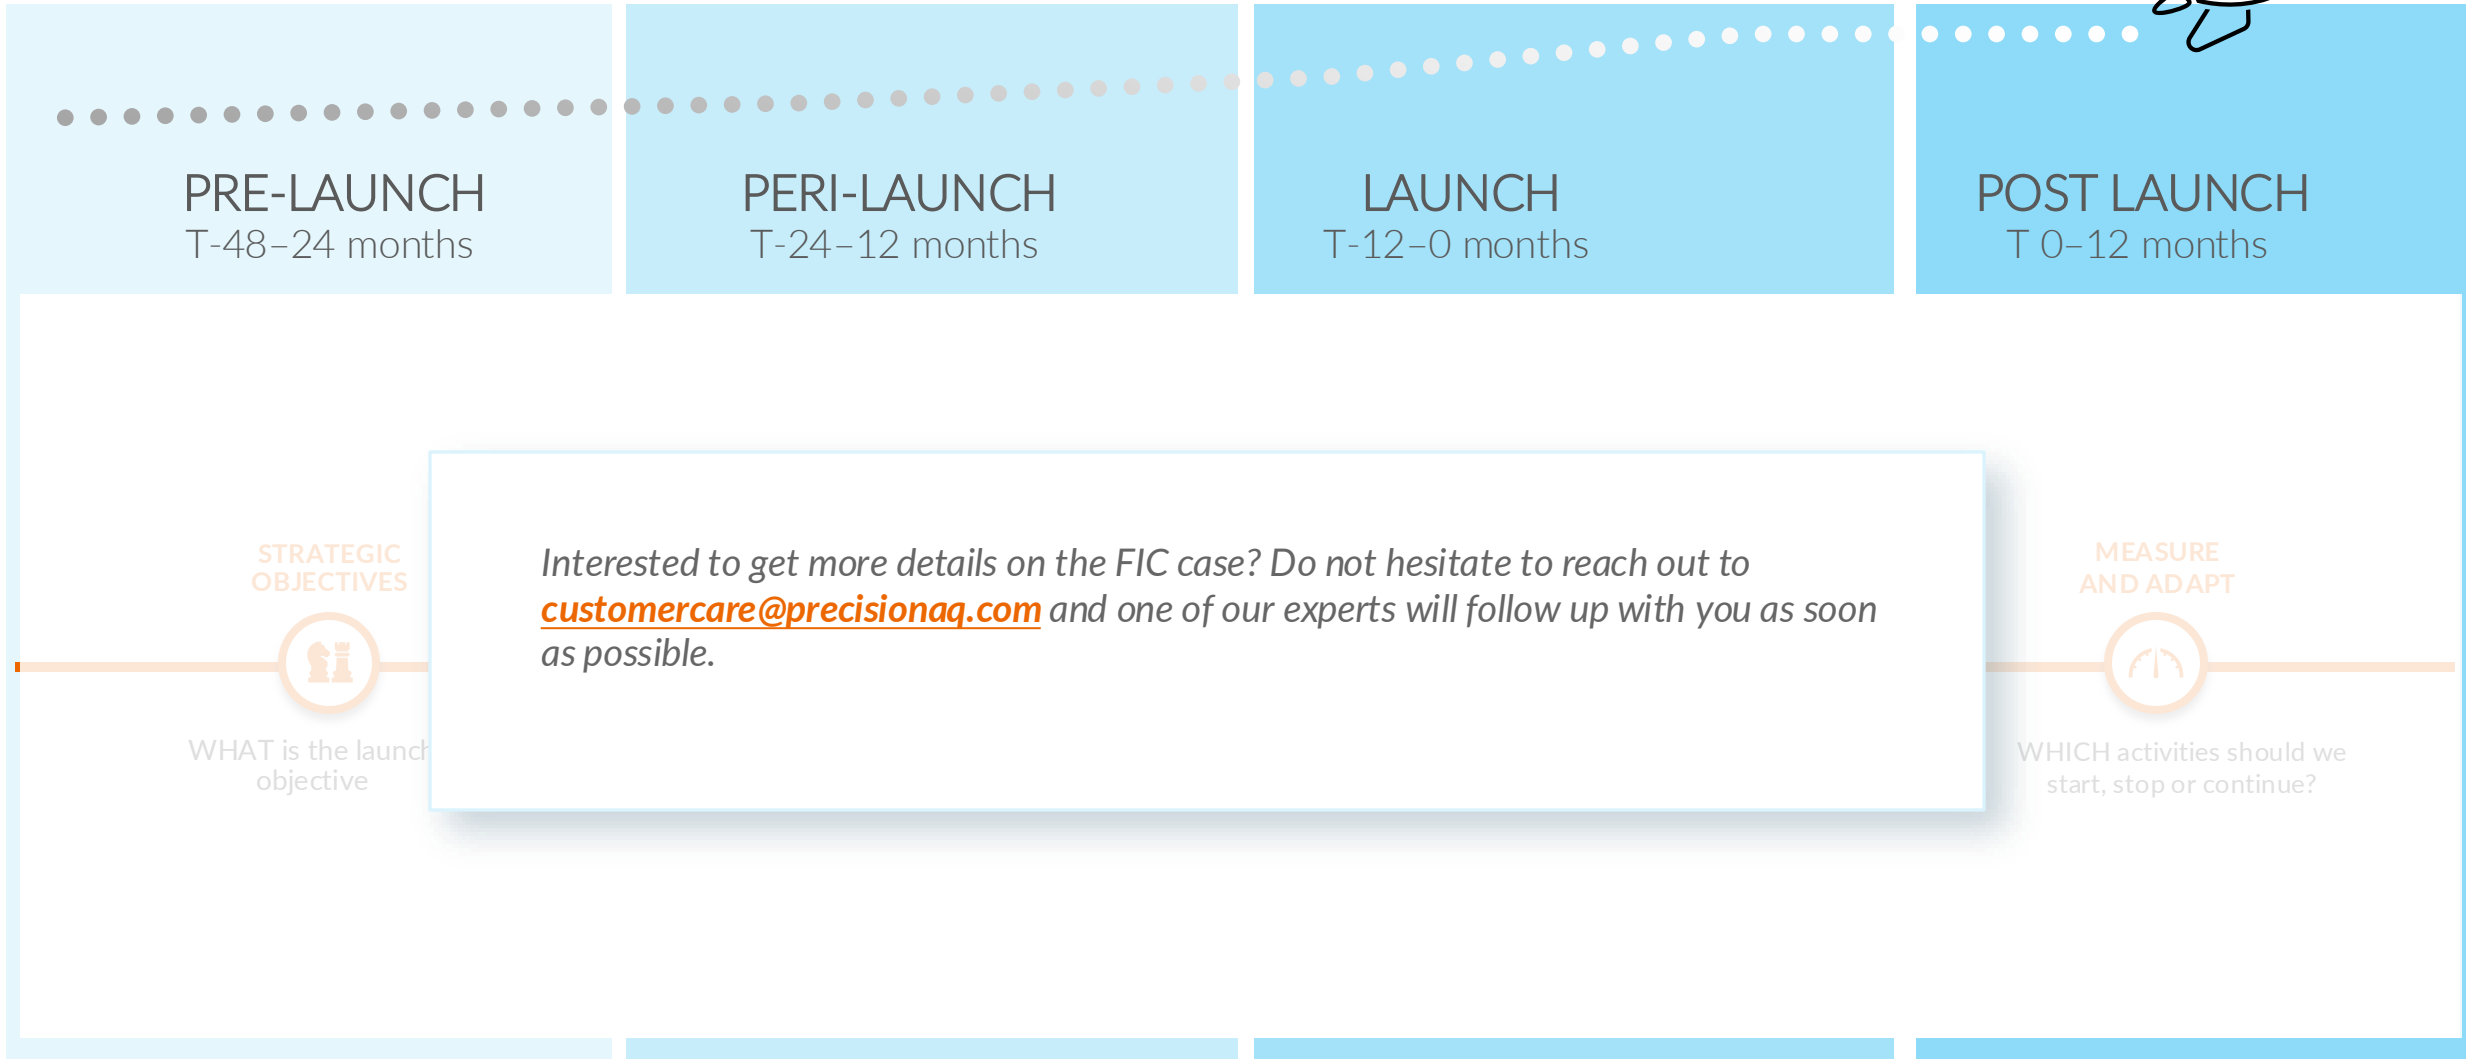 PRE-LAUNCH
T-48–24 months
PERI-LAUNCH
T-24–12 months
LAUNCH
T-12–0 months
POST LAUNCH
T 0–12 months
STRATEGIC
OBJECTIVES
WHAT is the launch
objective
Interested to get more details on the FIC case? Do not hesitate to reach out to
customercare@precisionaq.com and one of our experts will follow up with you as soon
as possible.
MEASURE
AND ADAPT
WHICH activities should we
start, stop or continue?